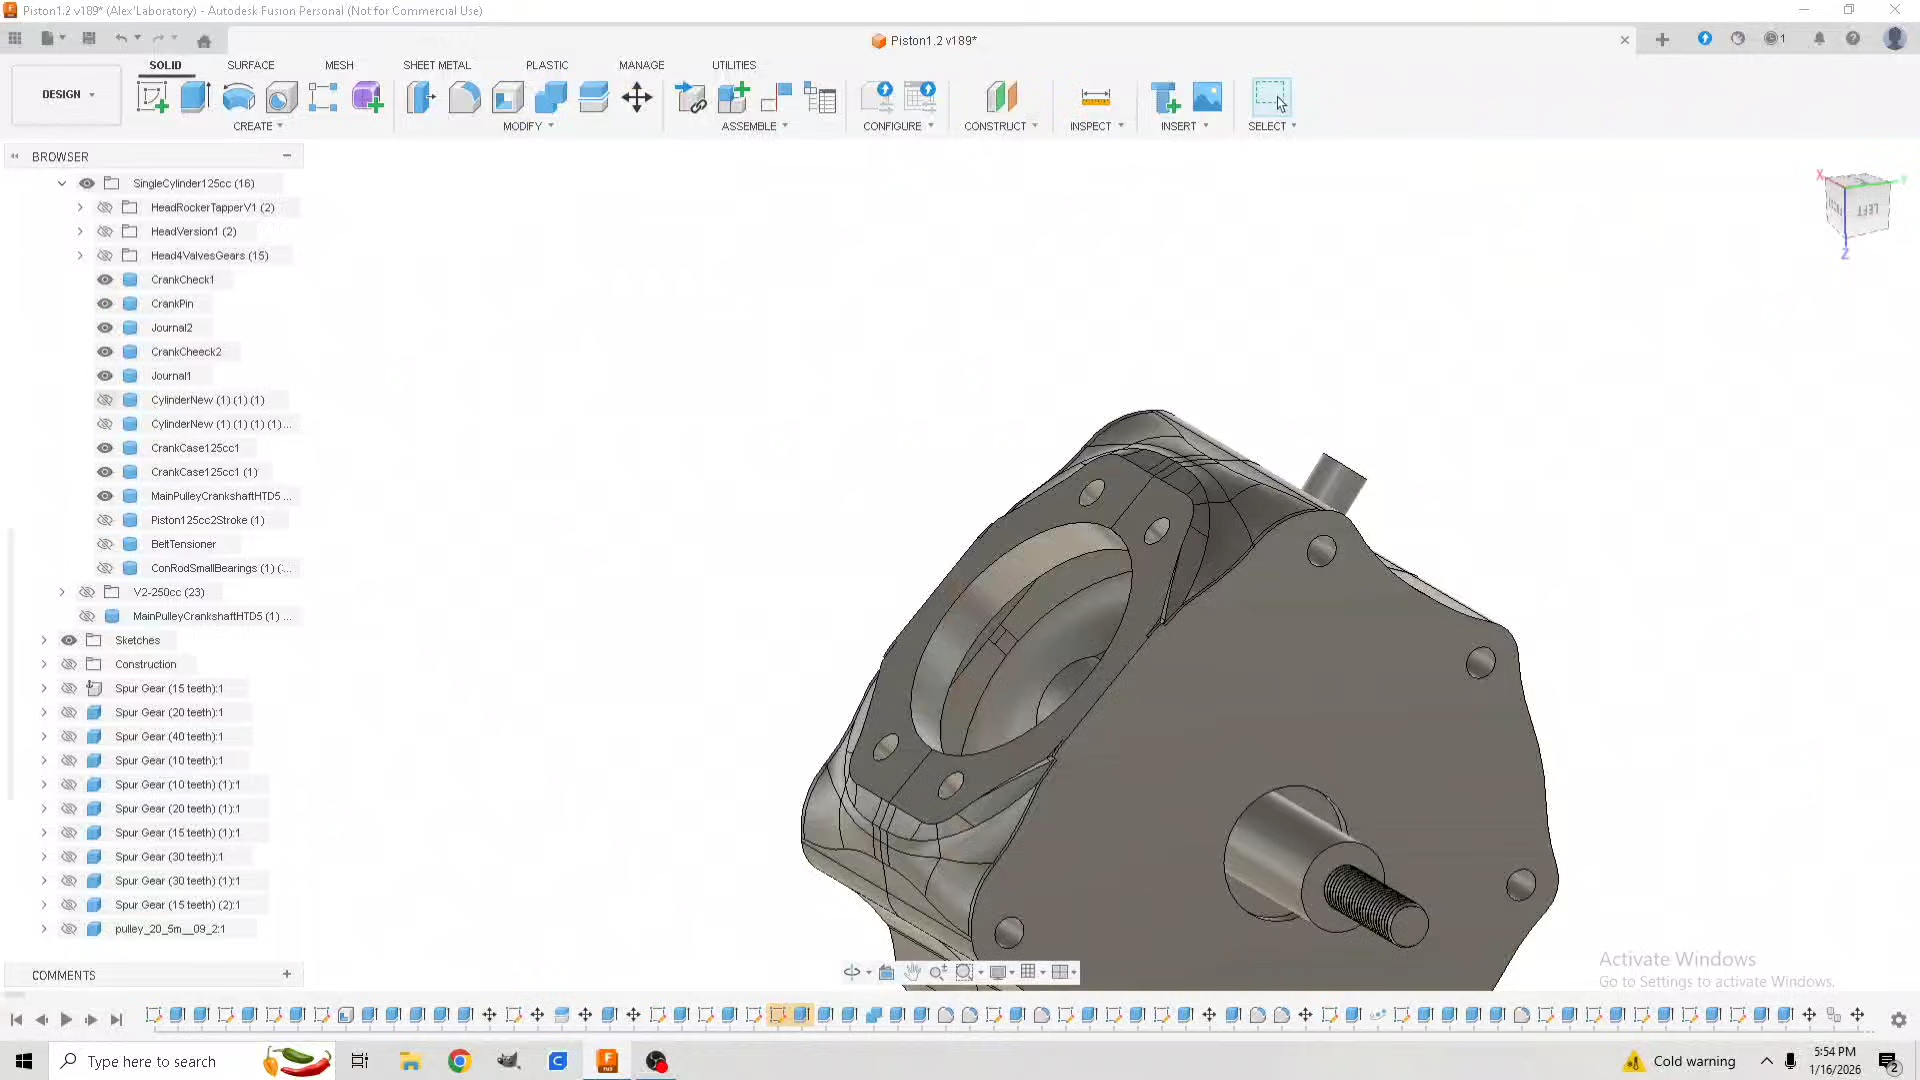 Piston1.2 v189* (Alex'Laboratory) - Autodesk Fusion Personal (Not for Commercial Use)
Piston1.2 v189*
1
DESIGN
SOLID SURFACE MESH SHEET METAL PLASTIC MANAGE UTILITIES
CREATE MODIFY ASSEMBLE CONFIGURE CONSTRUCT INSPECT INSERT SELECT
BROWSER
SingleCylinder125cc (16)
HeadRockerTapperV1 (2)
HeadVersion1 (2)
Head4ValvesGears (15)
CrankCheck1
CrankPin
Journal2
CrankCheeck2
Journal1
CylinderNew (1) (1) (1)
CylinderNew (1) (1) (1) (1)...
CrankCase125cc1
CrankCase125cc1 (1)
MainPulleyCrankshaftHTD5 ...
Piston125cc2Stroke (1)
BeltTensioner
ConRodSmallBearings (1) (...
V2-250cc (23)
MainPulleyCrankshaftHTD5 (1) ...
Sketches
Construction
Spur Gear (15 teeth):1
Spur Gear (20 teeth):1
Spur Gear (40 teeth):1
Spur Gear (10 teeth):1
Spur Gear (10 teeth) (1):1
Spur Gear (20 teeth) (1):1
Spur Gear (15 teeth) (1):1
Spur Gear (30 teeth):1
Spur Gear (30 teeth) (1):1
Spur Gear (15 teeth) (2):1
pulley_20_5m__09_2:1
COMMENTS
X
Y
LEFT
Z
Activate Windows
Go to Settings to activate Windows.
Type here to search
Cold warning
5:54 PM
1/16/2026
2